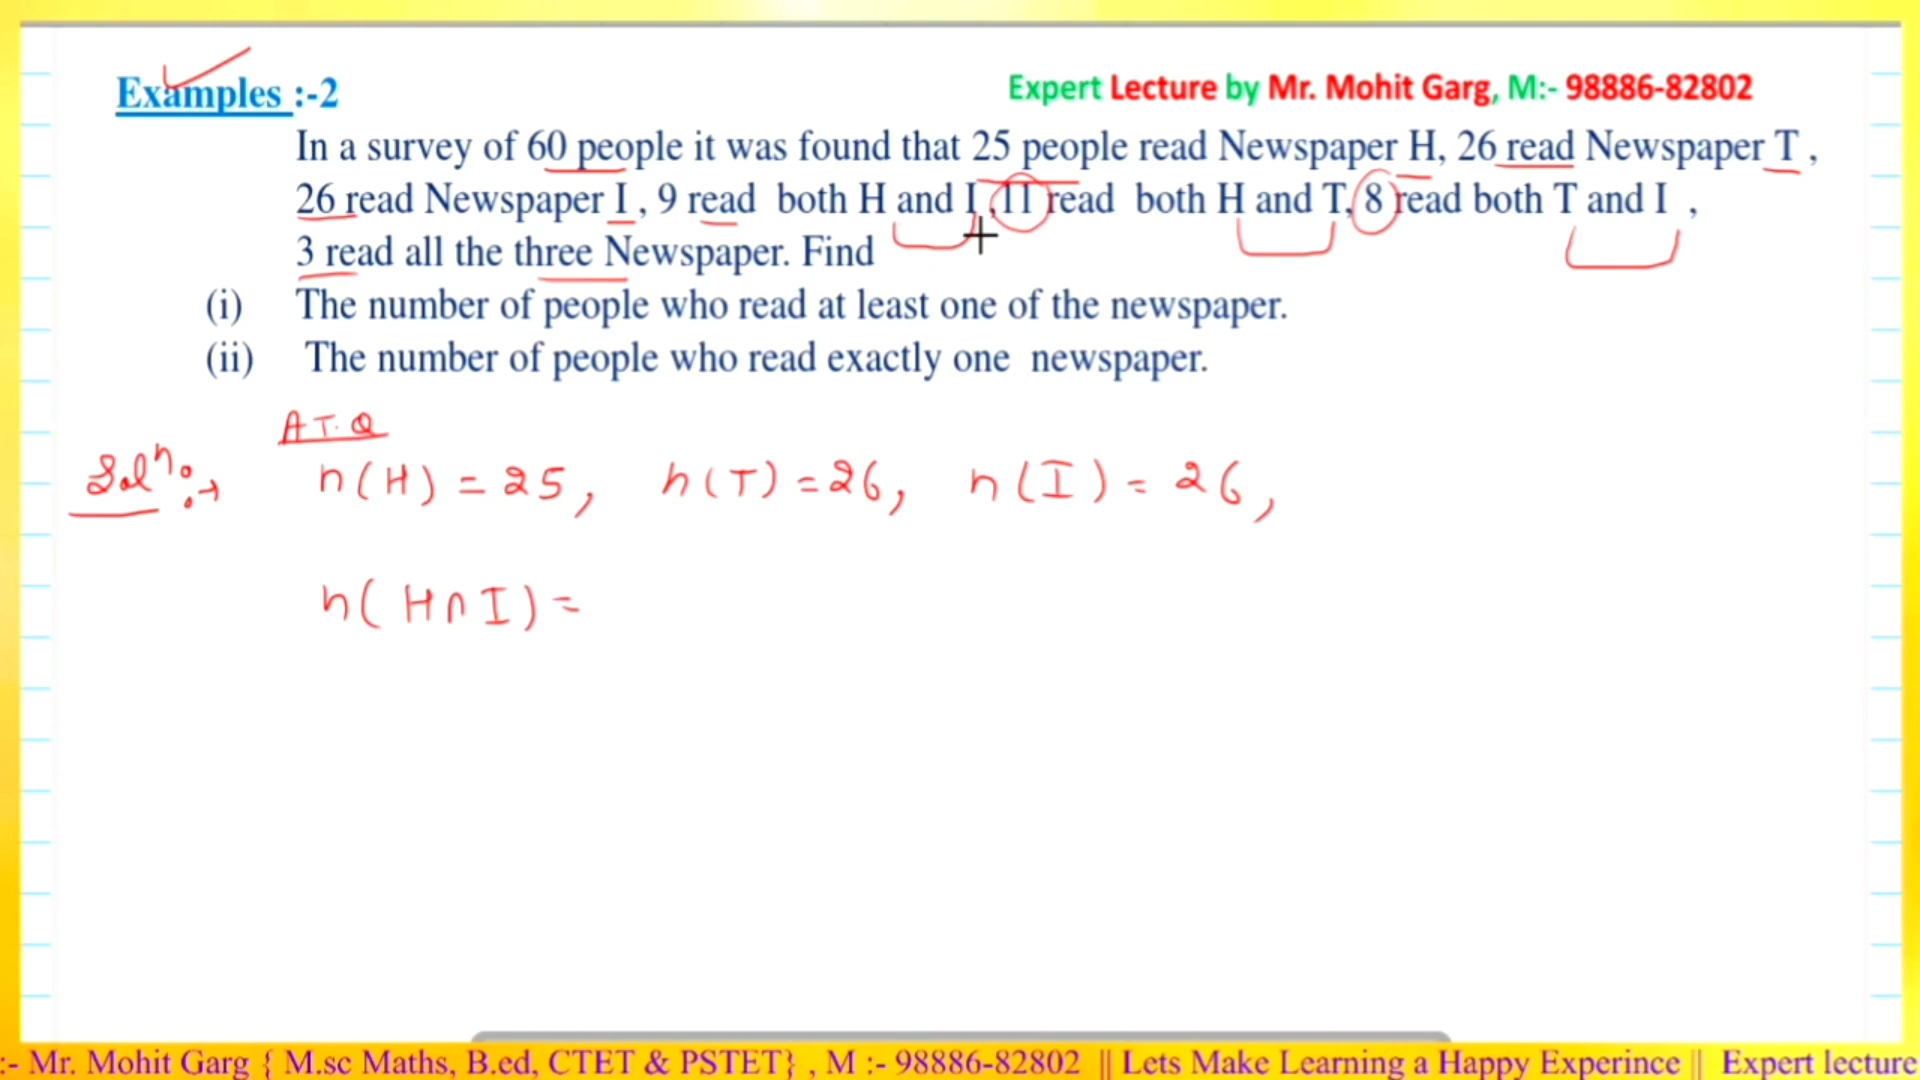 Examples :-2
Expert Lecture by Mr. Mohit Garg, M:- 98886-82802
In a survey of 60 people it was found that 25 people read Newspaper H, 26 read Newspaper T ,
26 read Newspaper I , 9 read both H and I ,11 read both H and T, 8 read both T and I ,
3 read all the three Newspaper. Find
(i) The number of people who read at least one of the newspaper.
(ii) The number of people who read exactly one newspaper.
A.T.Q
Solⁿ:→ n(H) = 25, n(T) = 26, n(I) = 26,
n(H∩I) =
:- Mr. Mohit Garg { M.sc Maths, B.ed, CTET & PSTET} , M :- 98886-82802 || Lets Make Learning a Happy Experince || Expert lecture